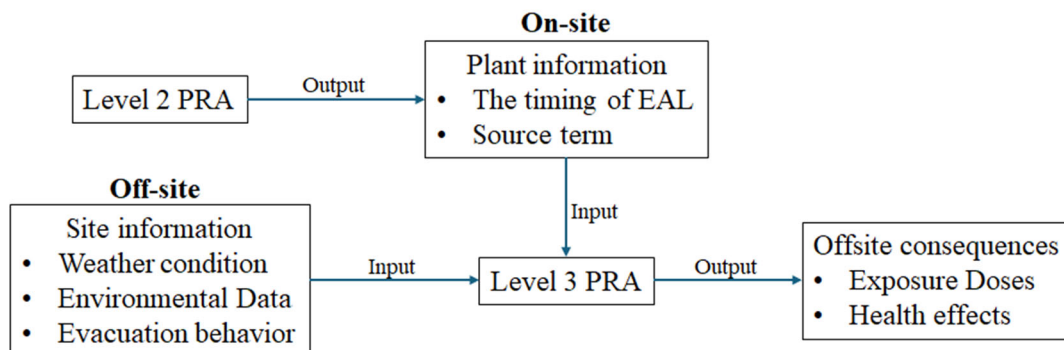 On-site
Plant information
• The timing of EAL
• Source term
Output
Level 2 PRA
Input
Off-site
Site information
• Weather condition
• Environmental Data
• Evacuation behavior
Input
Level 3 PRA
Output
Offsite consequences
• Exposure Doses
• Health effects